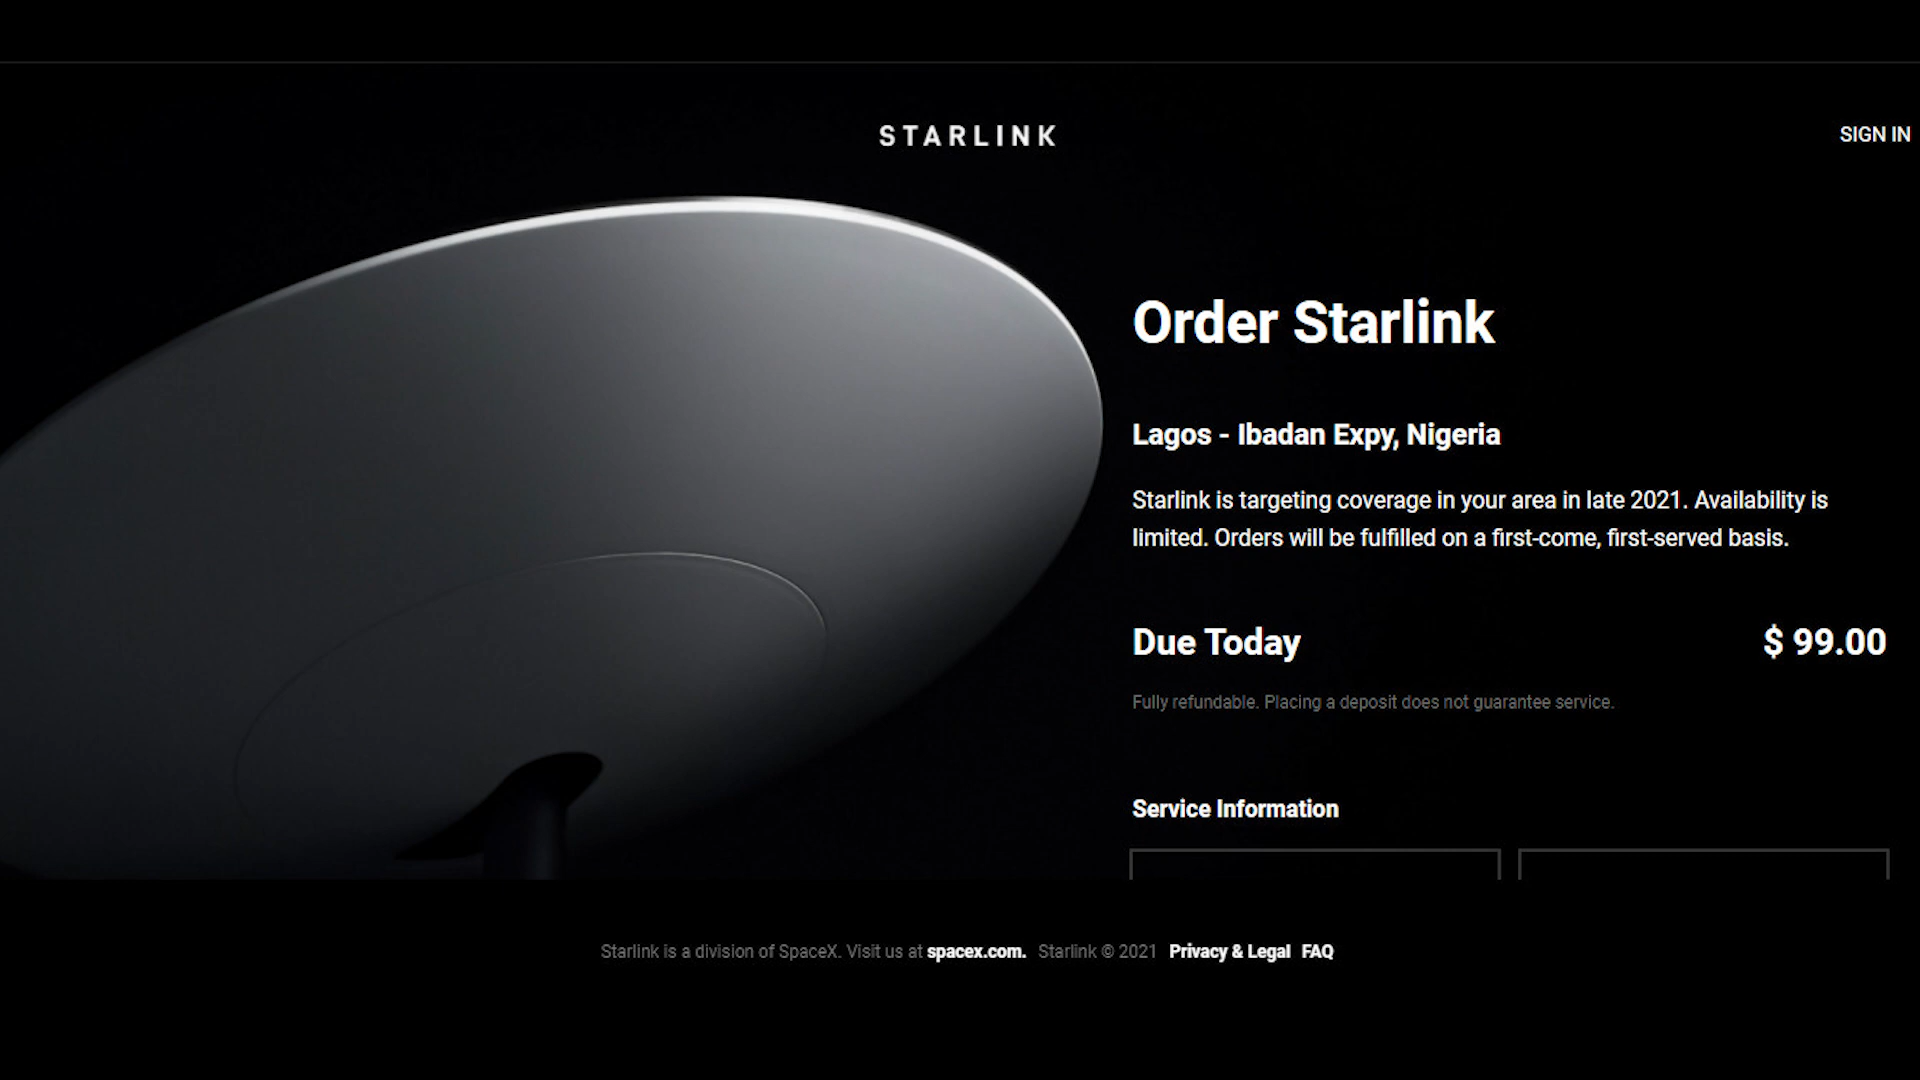 STARLINK
SIGN IN
Order Starlink
Lagos - Ibadan Expy, Nigeria
Starlink is targeting coverage in your area in late 2021. Availability is
limited. Orders will be fulfilled on a first-come, first-served basis.
Due Today $ 99.00
Fully refundable. Placing a deposit does not guarantee service.
Service Information
Starlink is a division of SpaceX. Visit us at spacex.com. Starlink © 2021 Privacy & Legal FAQ